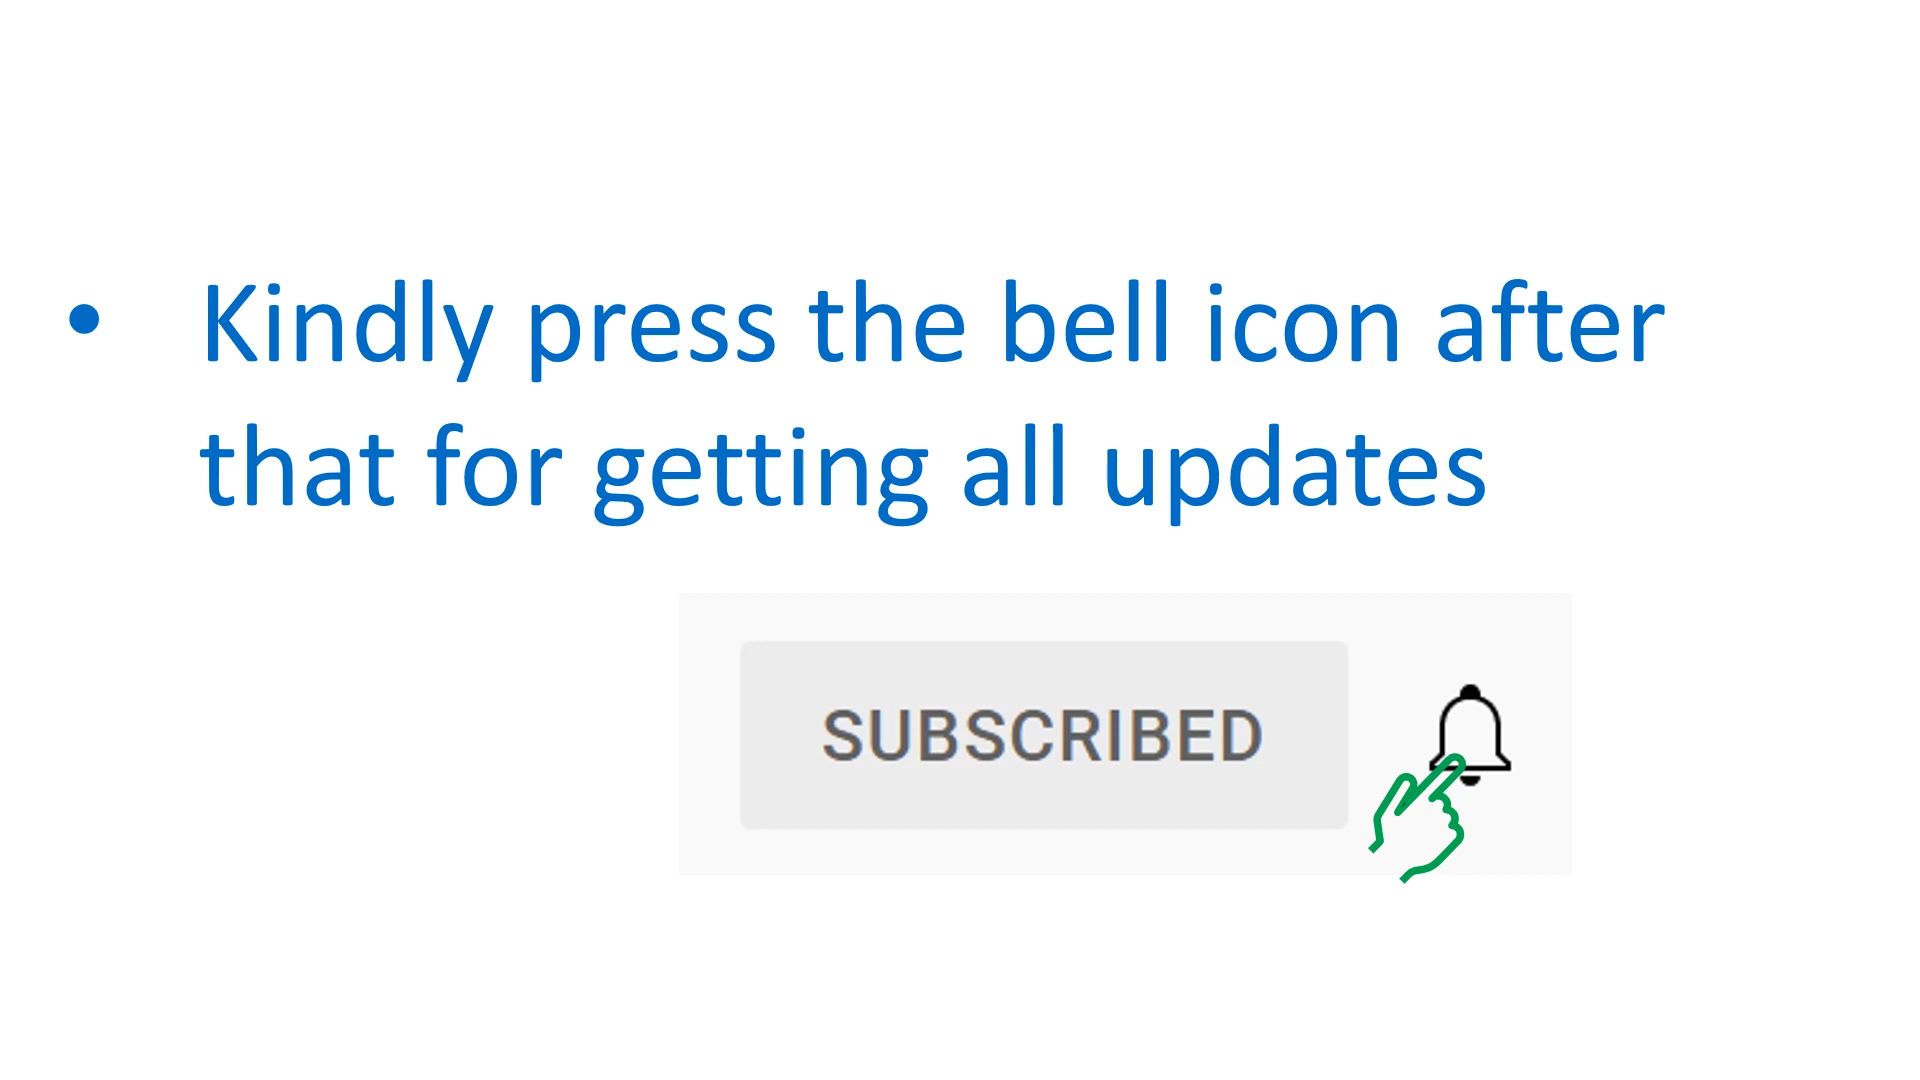 • Kindly press the bell icon after
that for getting all updates
SUBSCRIBED